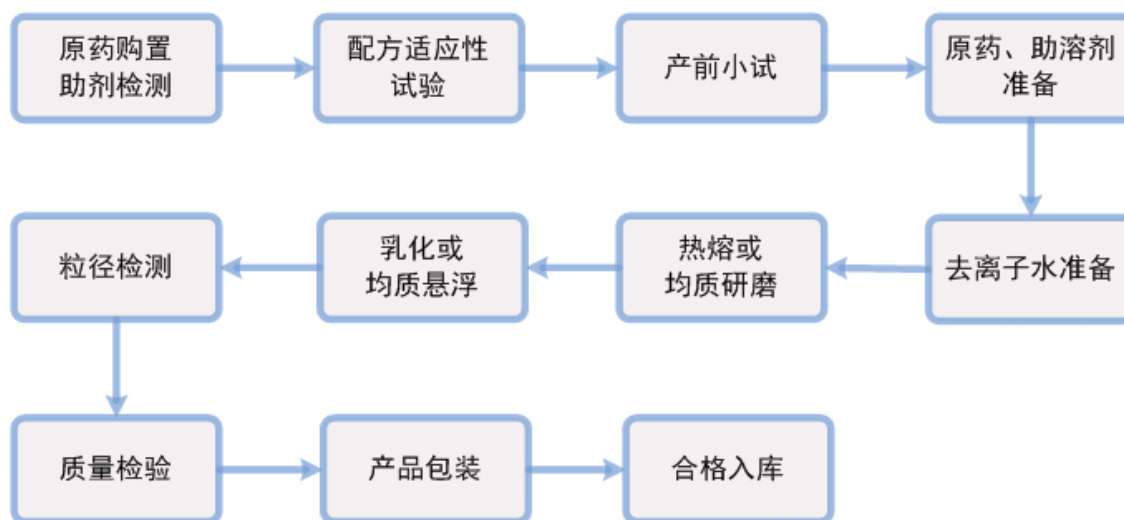 原药购置
助剂检测
配方适应性
试验
产前小试
原药、助溶剂
准备
去离子水准备
热熔或
均质研磨
乳化或
均质悬浮
粒径检测
质量检验
产品包装
合格入库